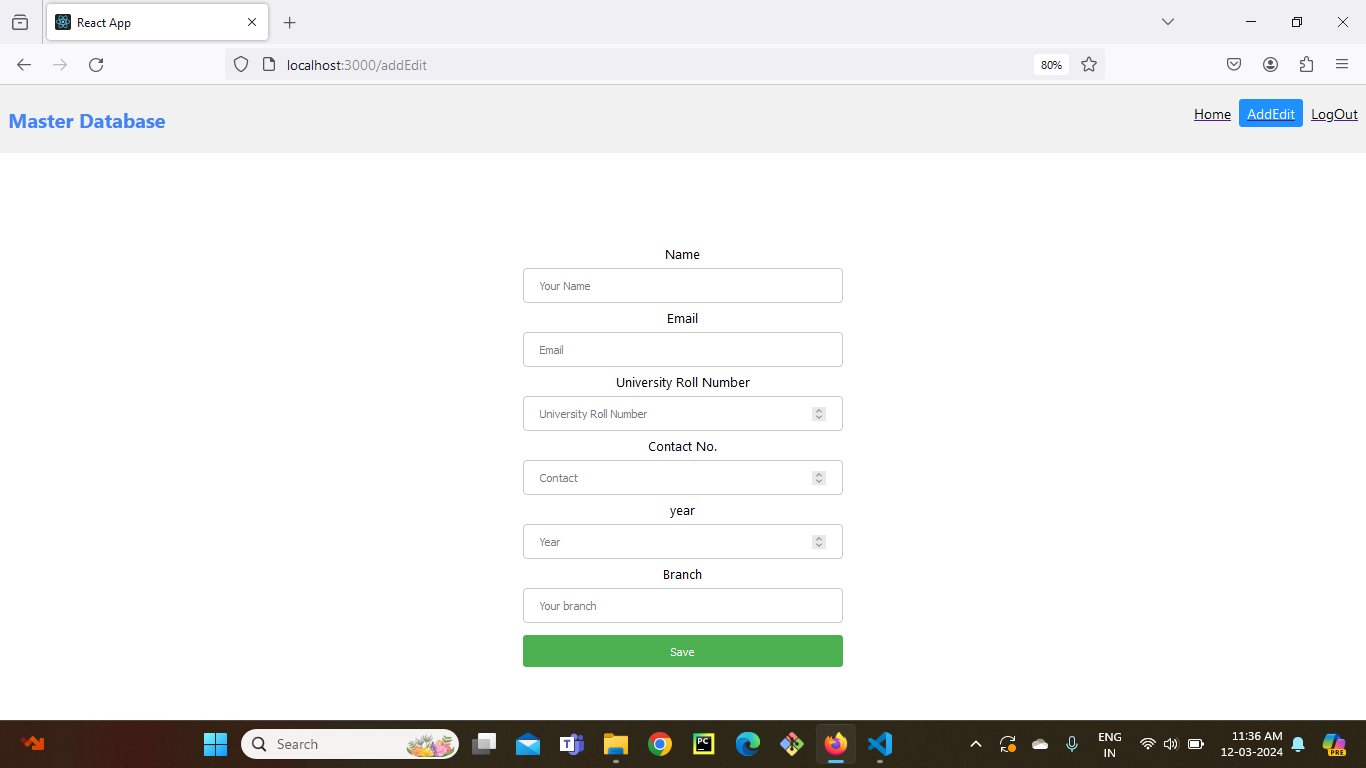 React App
localhost:3000/addEdit
80%
Master Database
Home AddEdit LogOut
Name
Your Name
Email
Email
University Roll Number
University Roll Number
Contact No.
Contact
year
Year
Branch
Your branch
Save
Search
PC
ENG
IN
11:36 AM
12-03-2024
PRE